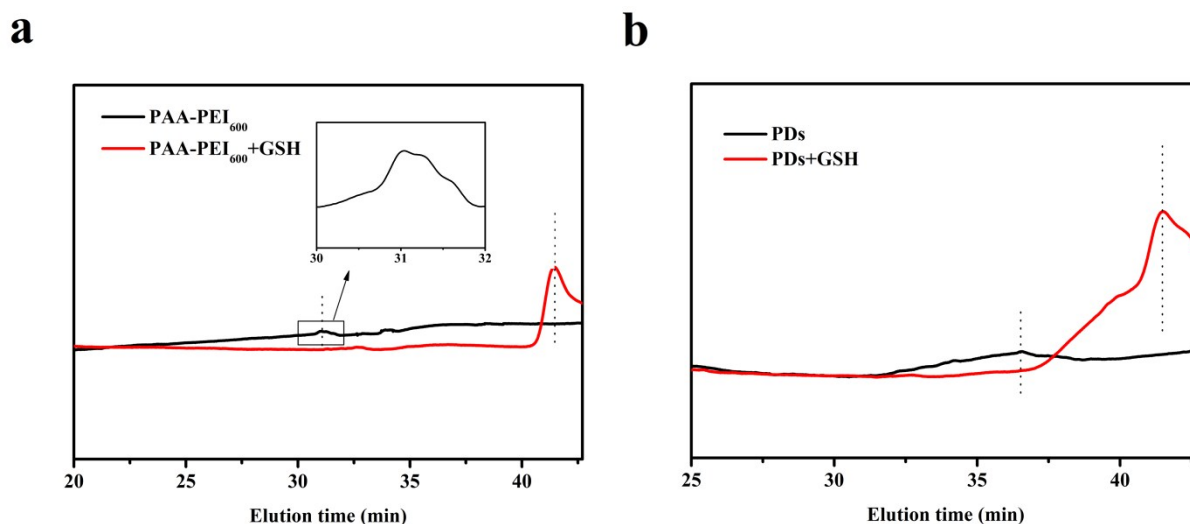 a
PAA-PEI600
PAA-PEI600+GSH
30 31 32
20 25 30 35 40
Elution time (min)
b
PDs
PDs+GSH
25 30 35 40
Elution time (min)